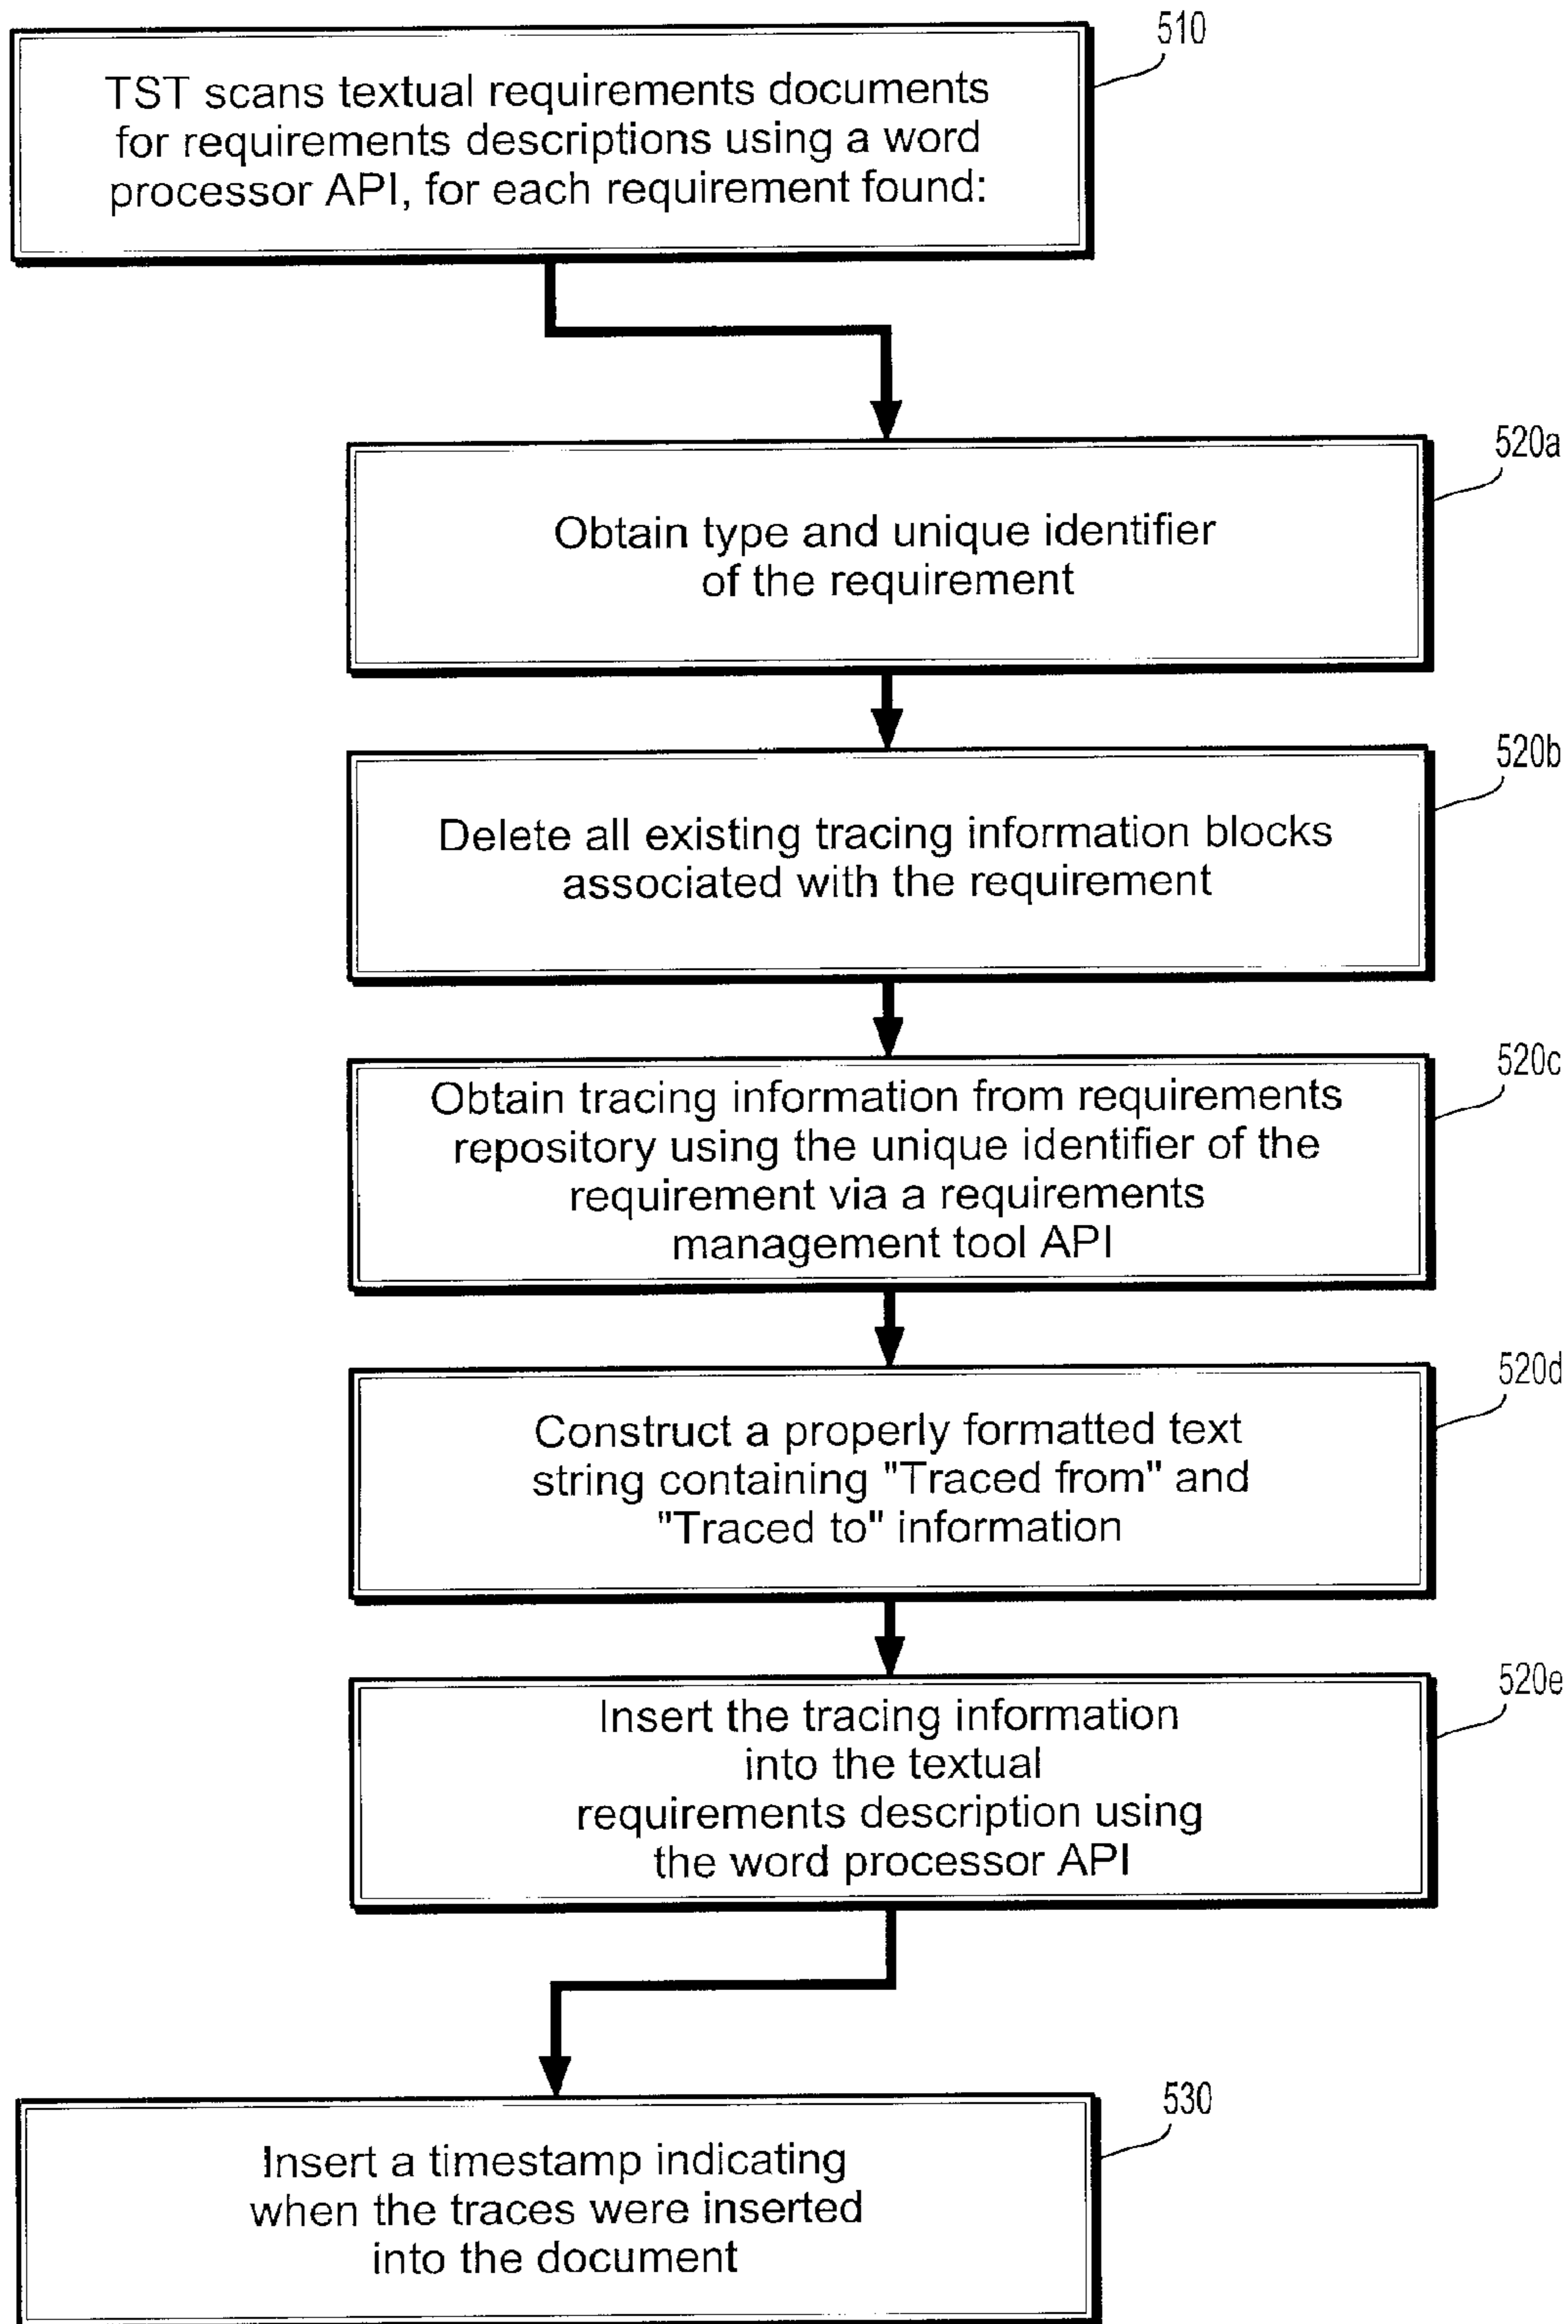 510
TST scans textual requirements documents
for requirements descriptions using a word
processor API, for each requirement found:
520a
Obtain type and unique identifier
of the requirement
520b
Delete all existing tracing information blocks
associated with the requirement
520c
Obtain tracing information from requirements
repository using the unique identifier of the
requirement via a requirements
management tool API
520d
Construct a properly formatted text
string containing "Traced from" and
"Traced to" information
520e
Insert the tracing information
into the textual
requirements description using
the word processor API
530
Insert a timestamp indicating
when the traces were inserted
into the document